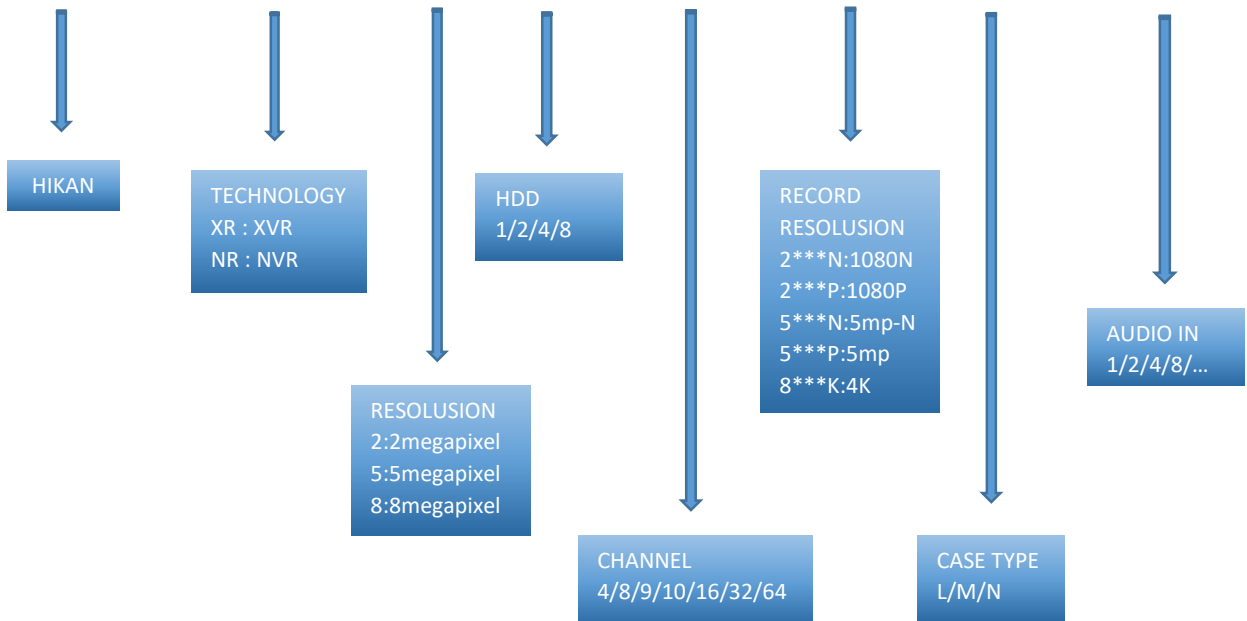 HIKAN
TECHNOLOGY
XR : XVR
NR : NVR
RESOLUSION
2:2megapixel
5:5megapixel
8:8megapixel
HDD
1/2/4/8
CHANNEL
4/8/9/10/16/32/64
RECORD
RESOLUSION
2***N:1080N
2***P:1080P
5***N:5mp-N
5***P:5mp
8***K:4K
CASE TYPE
L/M/N
AUDIO IN
1/2/4/8/...